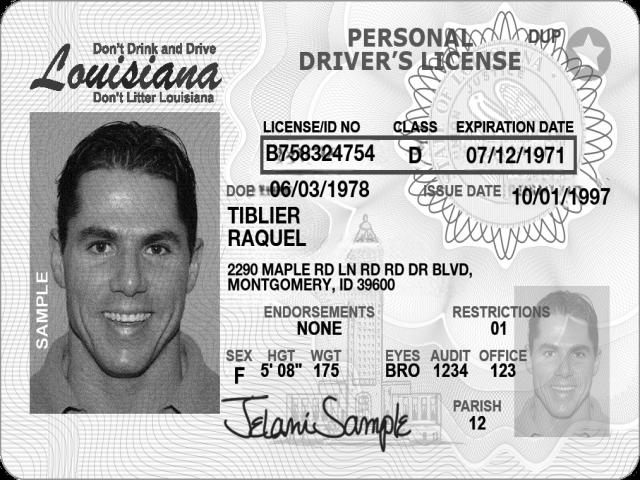 Don't Drink and Drive
Louisiana
Don't Litter Louisiana
PERSONAL DUP
DRIVER'S LICENSE
LICENSE/ID NO CLASS EXPIRATION DATE
B758324754 D 07/12/1971
DOB 06/03/1978 ISSUE DATE 10/01/1997
TIBLIER
RAQUEL
2290 MAPLE RD LN RD RD DR BLVD,
MONTGOMERY, ID 39600
ENDORSEMENTS RESTRICTIONS
NONE 01
SEX HGT WGT EYES AUDIT OFFICE
F 5' 08" 175 BRO 1234 123
PARISH
12
Jelani Sample
SAMPLE